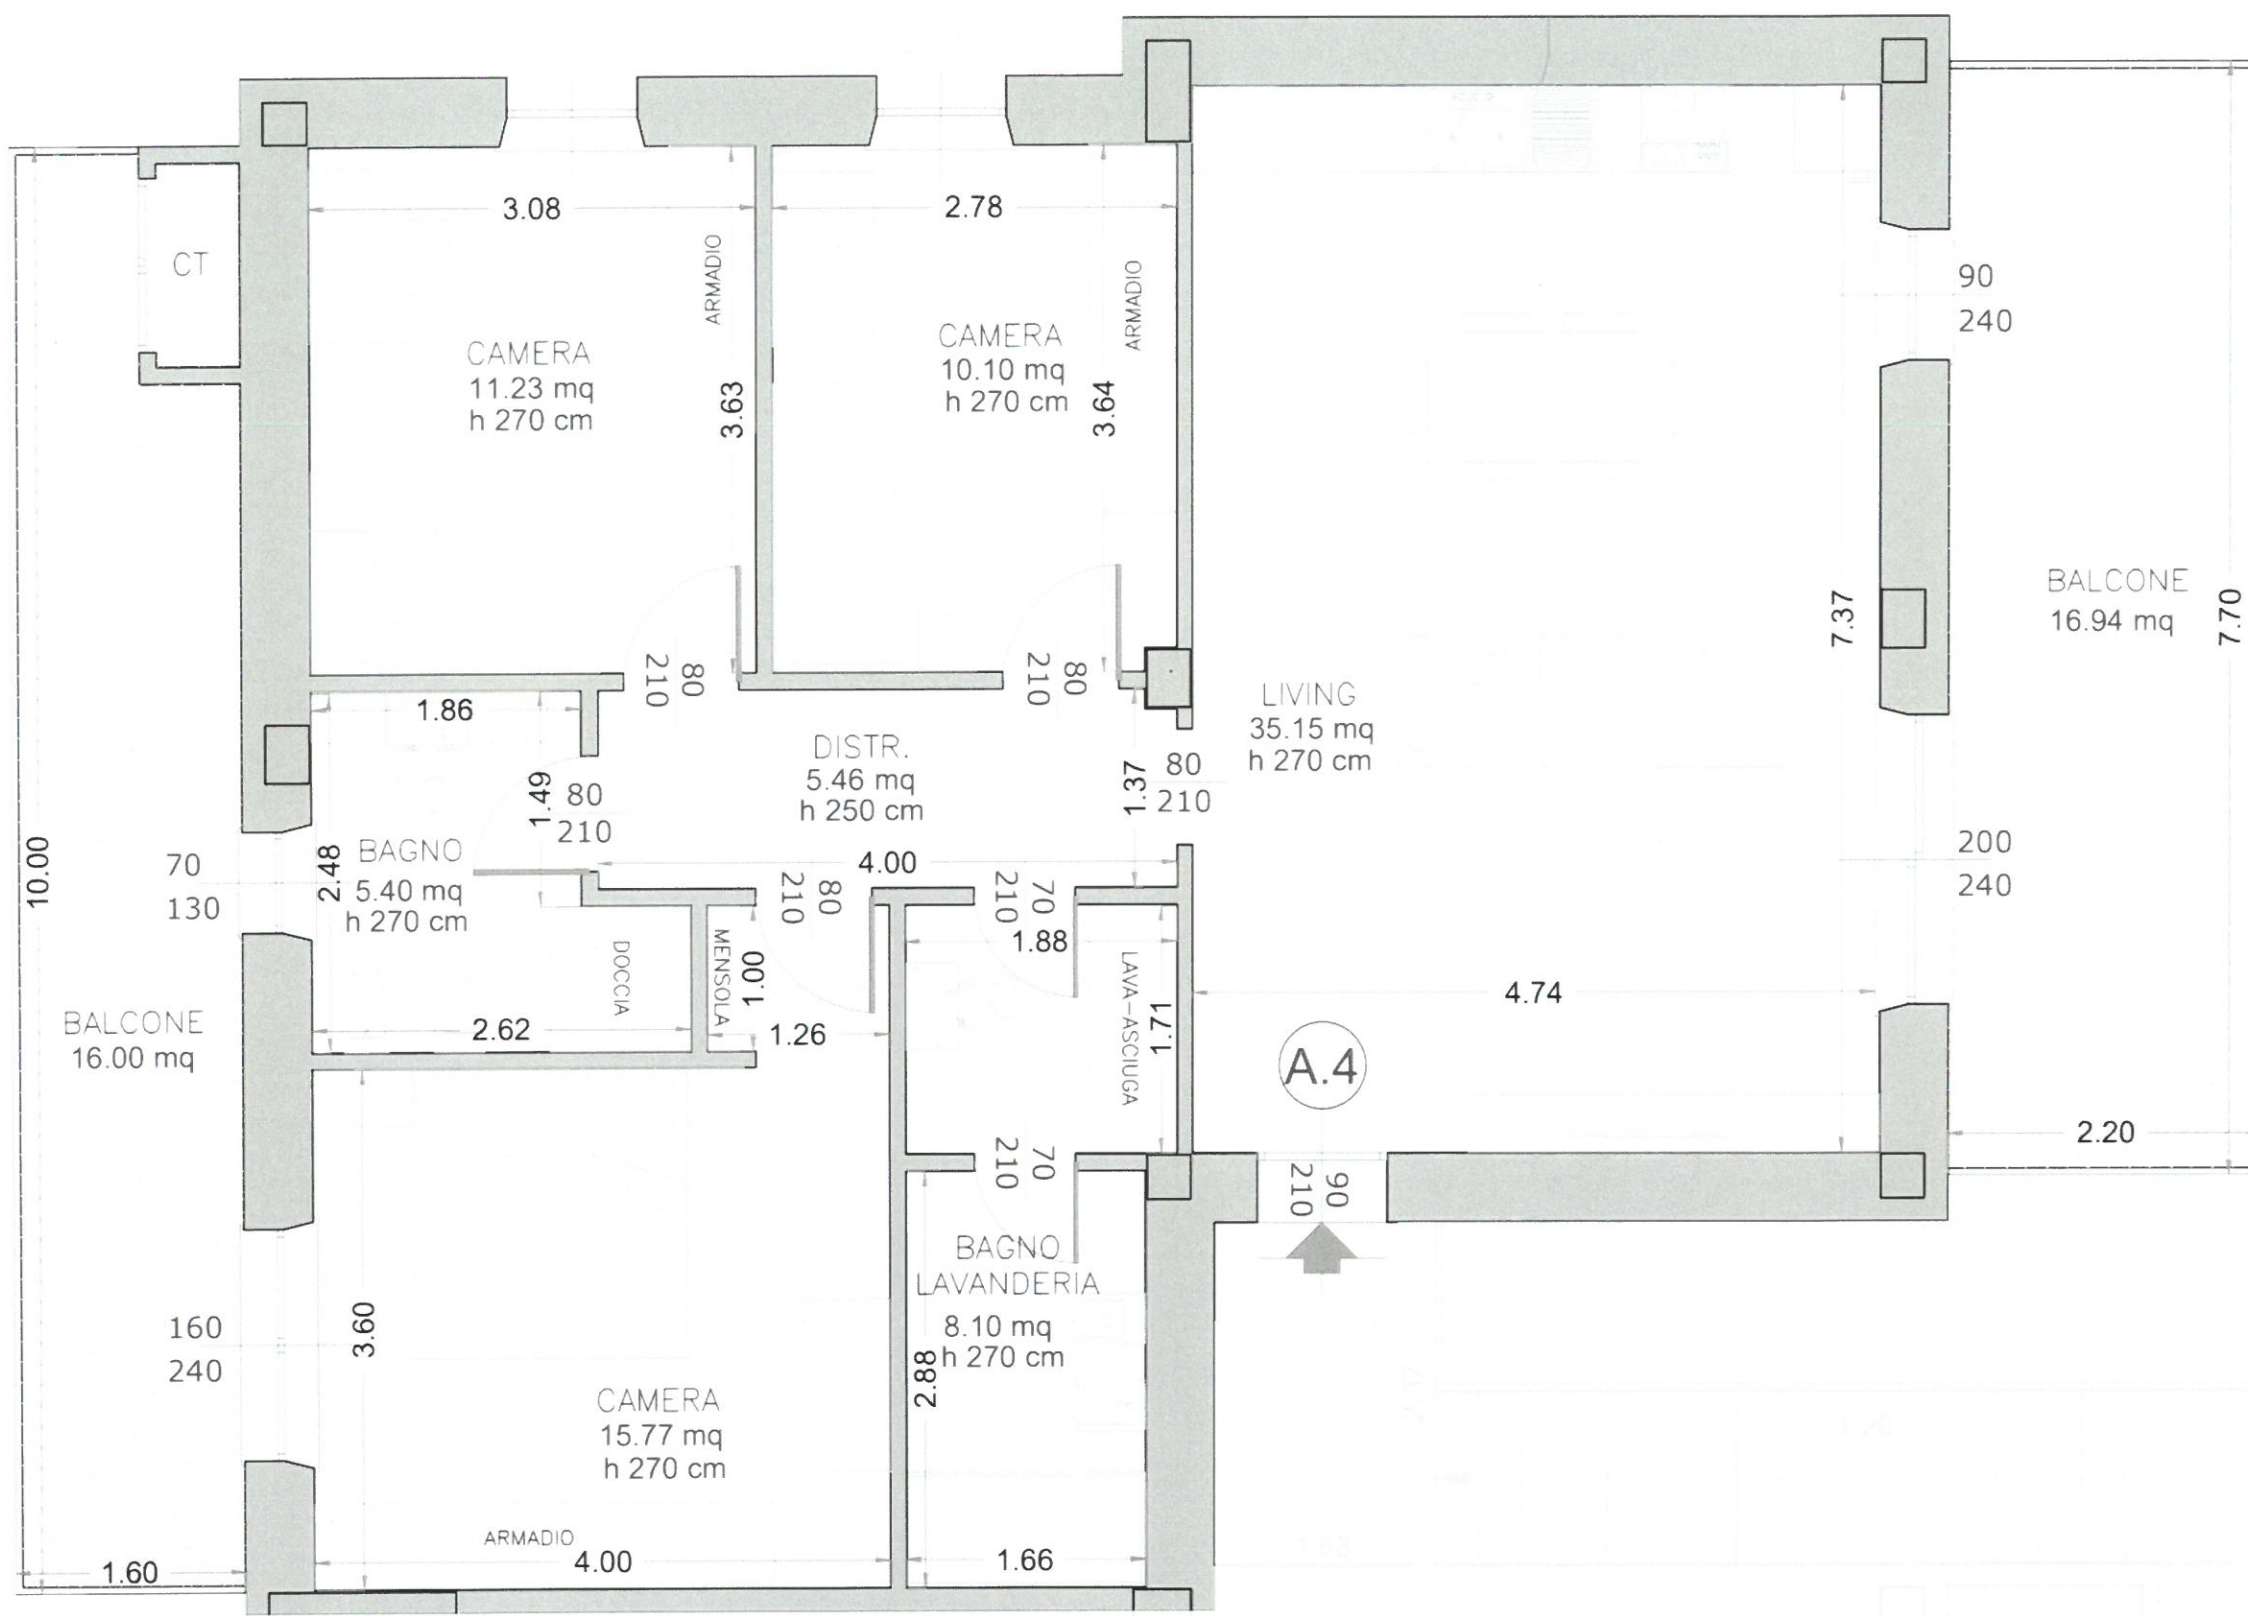 3.08
2.78
CT
ARMADIO
ARMADIO
90
240
CAMERA
11.23 mq
h 270 cm
CAMERA
10.10 mq
h 270 cm
3.63
3.64
BALCONE
16.94 mq
7.37
7.70
80
210
80
210
1.86
LIVING
35.15 mq
h 270 cm
DISTR.
5.46 mq
h 250 cm
1.49
80
210
1.37
80
210
10.00
70
130
2.48
BAGNO
5.40 mq
h 270 cm
4.00
200
240
80
210
70
210
1.88
DOCCIA
MENSOLA
1.00
LAVA-ASCIUGA
1.71
4.74
BALCONE
16.00 mq
2.62
1.26
A.4
2.20
70
210
90
210
BAGNO
LAVANDERIA
8.10 mq
h 270 cm
160
240
3.60
2.88
CAMERA
15.77 mq
h 270 cm
ARMADIO
1.60
4.00
1.66